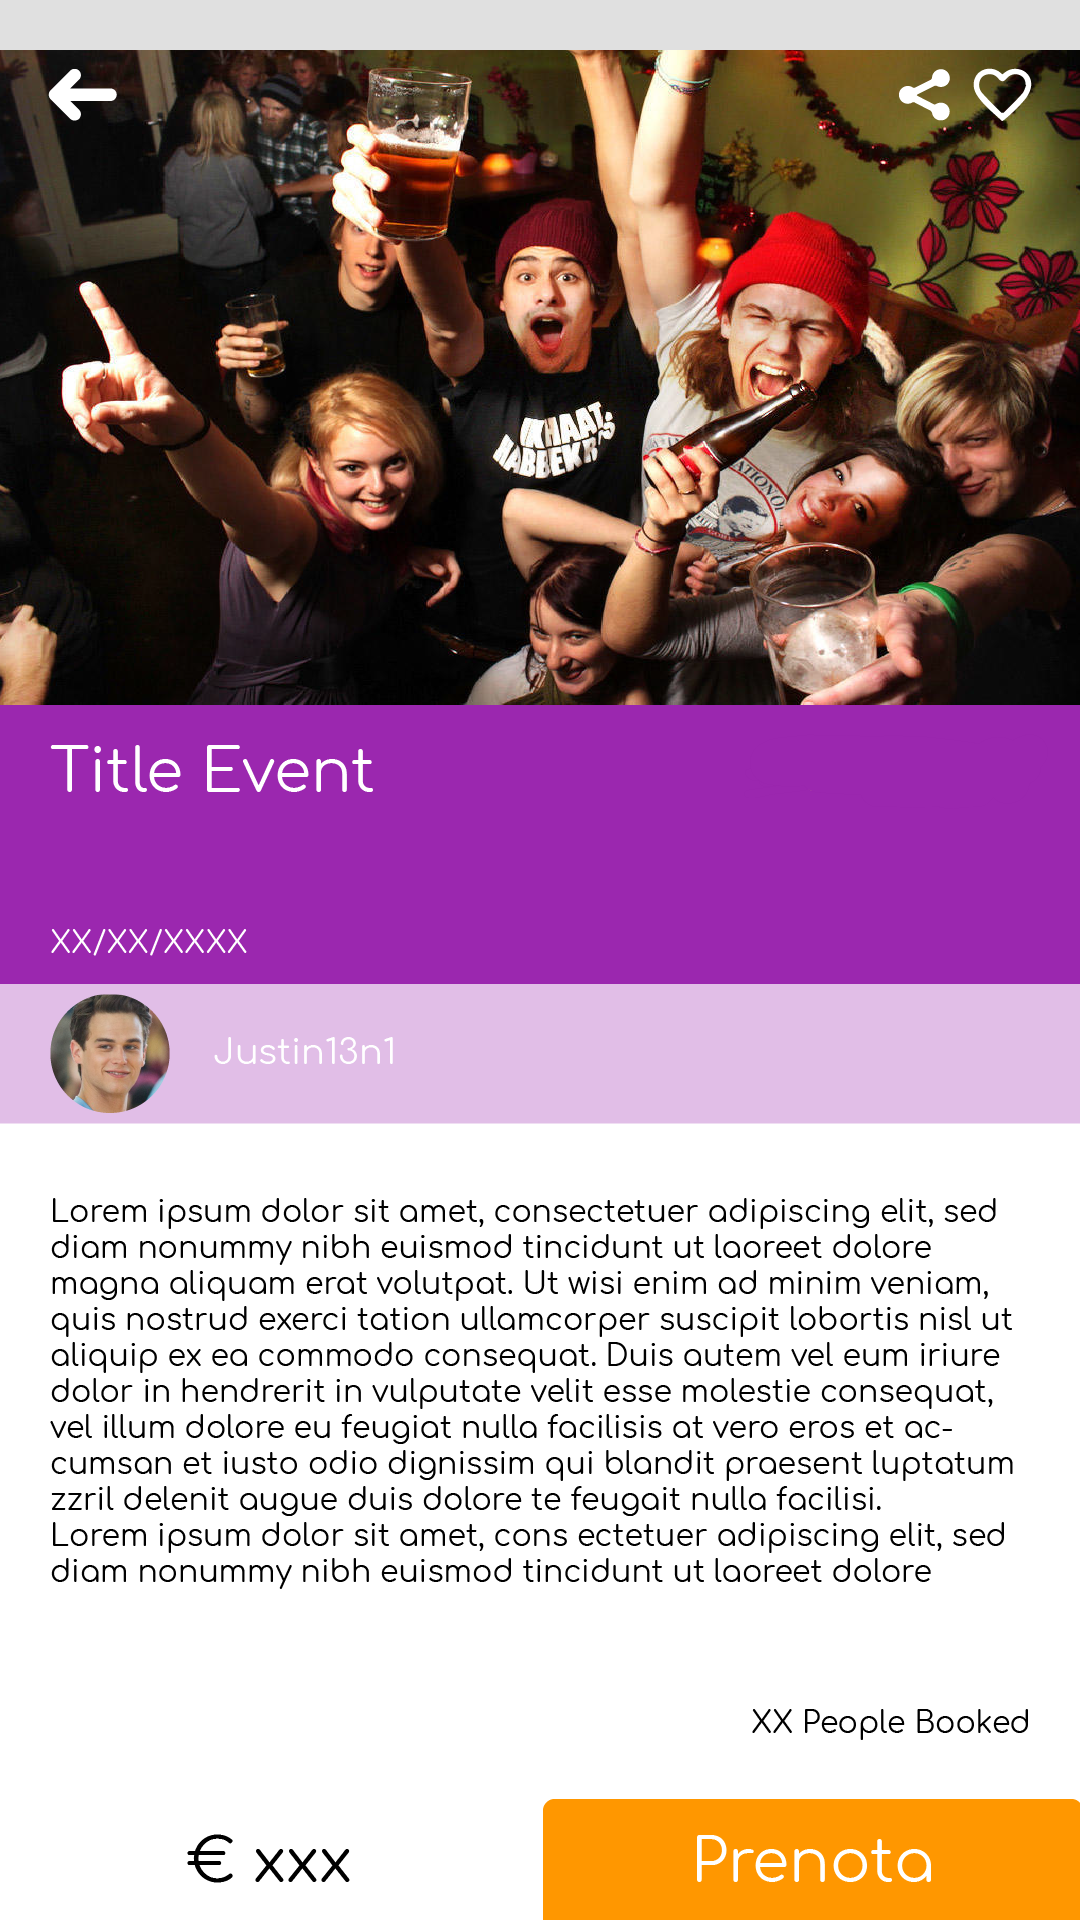 IKHAAT
Title Event
XX/XX/XXXX
Justin13n1
Lorem ipsum dolor sit amet, consectetuer adipiscing elit, sed
diam nonummy nibh euismod tincidunt ut laoreet dolore
magna aliquam erat volutpat. Ut wisi enim ad minim veniam,
quis nostrud exerci tation ullamcorper suscipit lobortis nisl ut
aliquip ex ea commodo consequat. Duis autem vel eum iriure
dolor in hendrerit in vulputate velit esse molestie consequat,
vel illum dolore eu feugiat nulla facilisis at vero eros et ac-
cumsan et iusto odio dignissim qui blandit praesent luptatum
zzril delenit augue duis dolore te feugait nulla facilisi.
Lorem ipsum dolor sit amet, cons ectetuer adipiscing elit, sed
diam nonummy nibh euismod tincidunt ut laoreet dolore
XX People Booked
€ xxx
Prenota